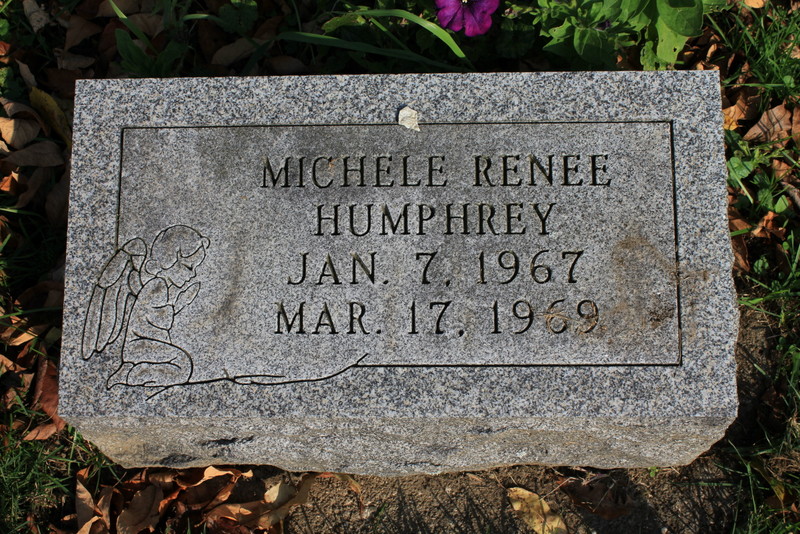 MICHELE RENEE
HUMPHREY
JAN. 7, 1967
MAR. 17, 1969